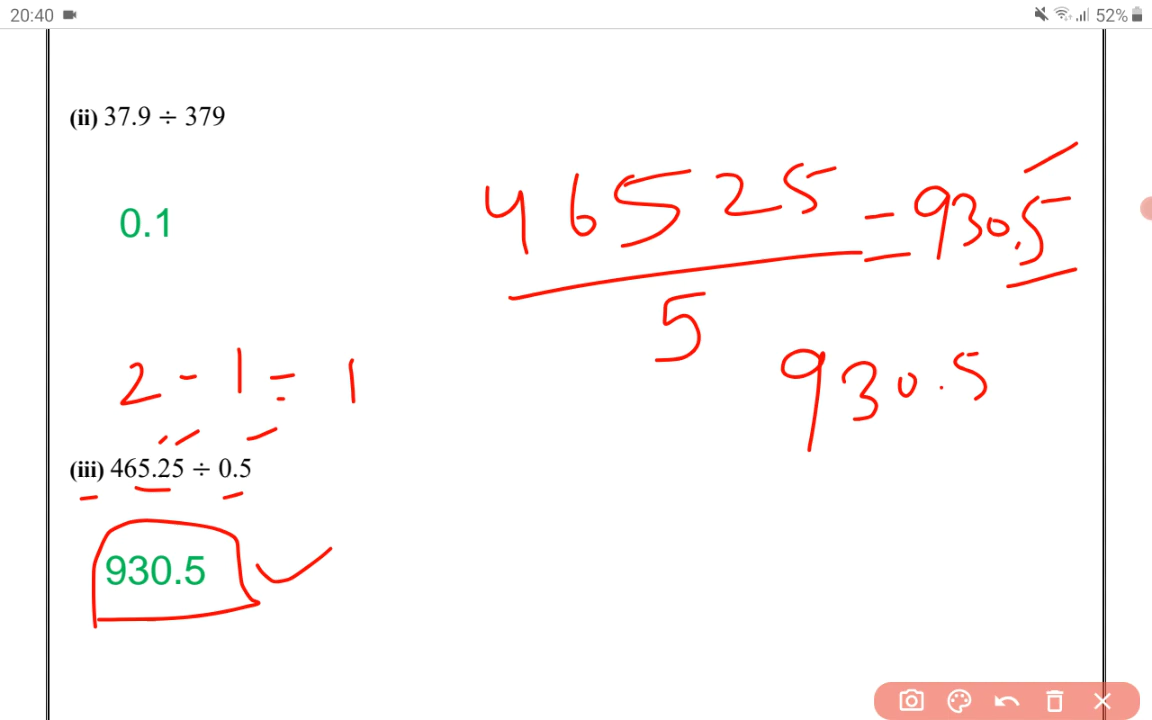 20:40 52%
(ii) 37.9 ÷ 379
46525 = 930.5
5
0.1
930.5
2 - 1 = 1
(iii) 465.25 ÷ 0.5
930.5